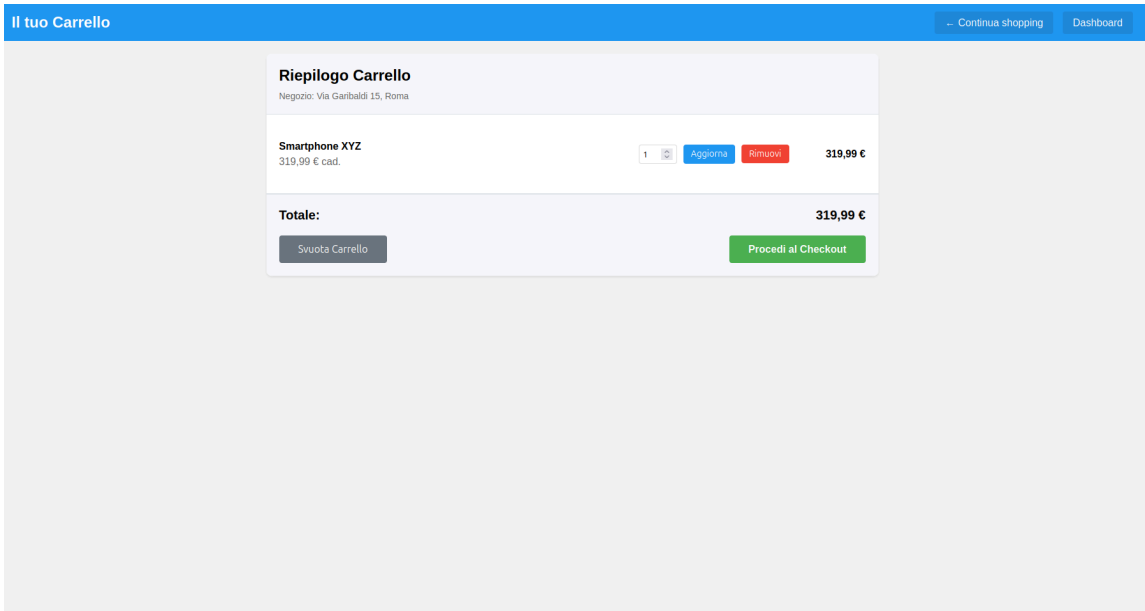 Il tuo Carrello
← Continua shopping
Dashboard
Riepilogo Carrello
Negozio: Via Garibaldi 15, Roma
Smartphone XYZ
319,99 € cad.
1
Aggiorna
Rimuovi
319,99 €
Totale:
319,99 €
Svuota Carrello
Procedi al Checkout